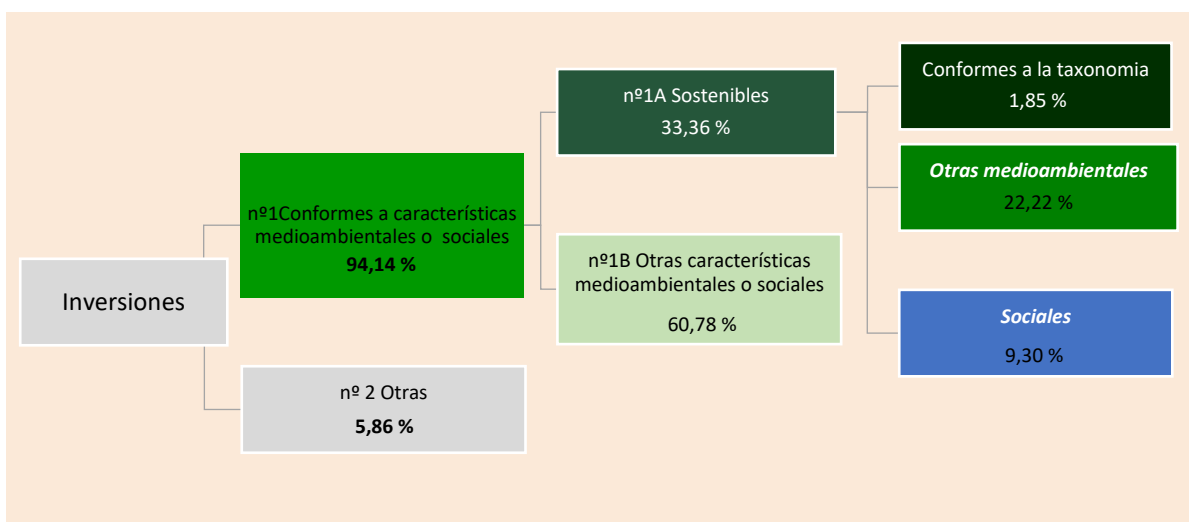 Inversiones
nº1Conformes a características
medioambientales o sociales
94,14 %
nº 2 Otras
5,86 %
nº1A Sostenibles
33,36 %
nº1B Otras características
medioambientales o sociales
60,78 %
Conformes a la taxonomia
1,85 %
Otras medioambientales
22,22 %
Sociales
9,30 %